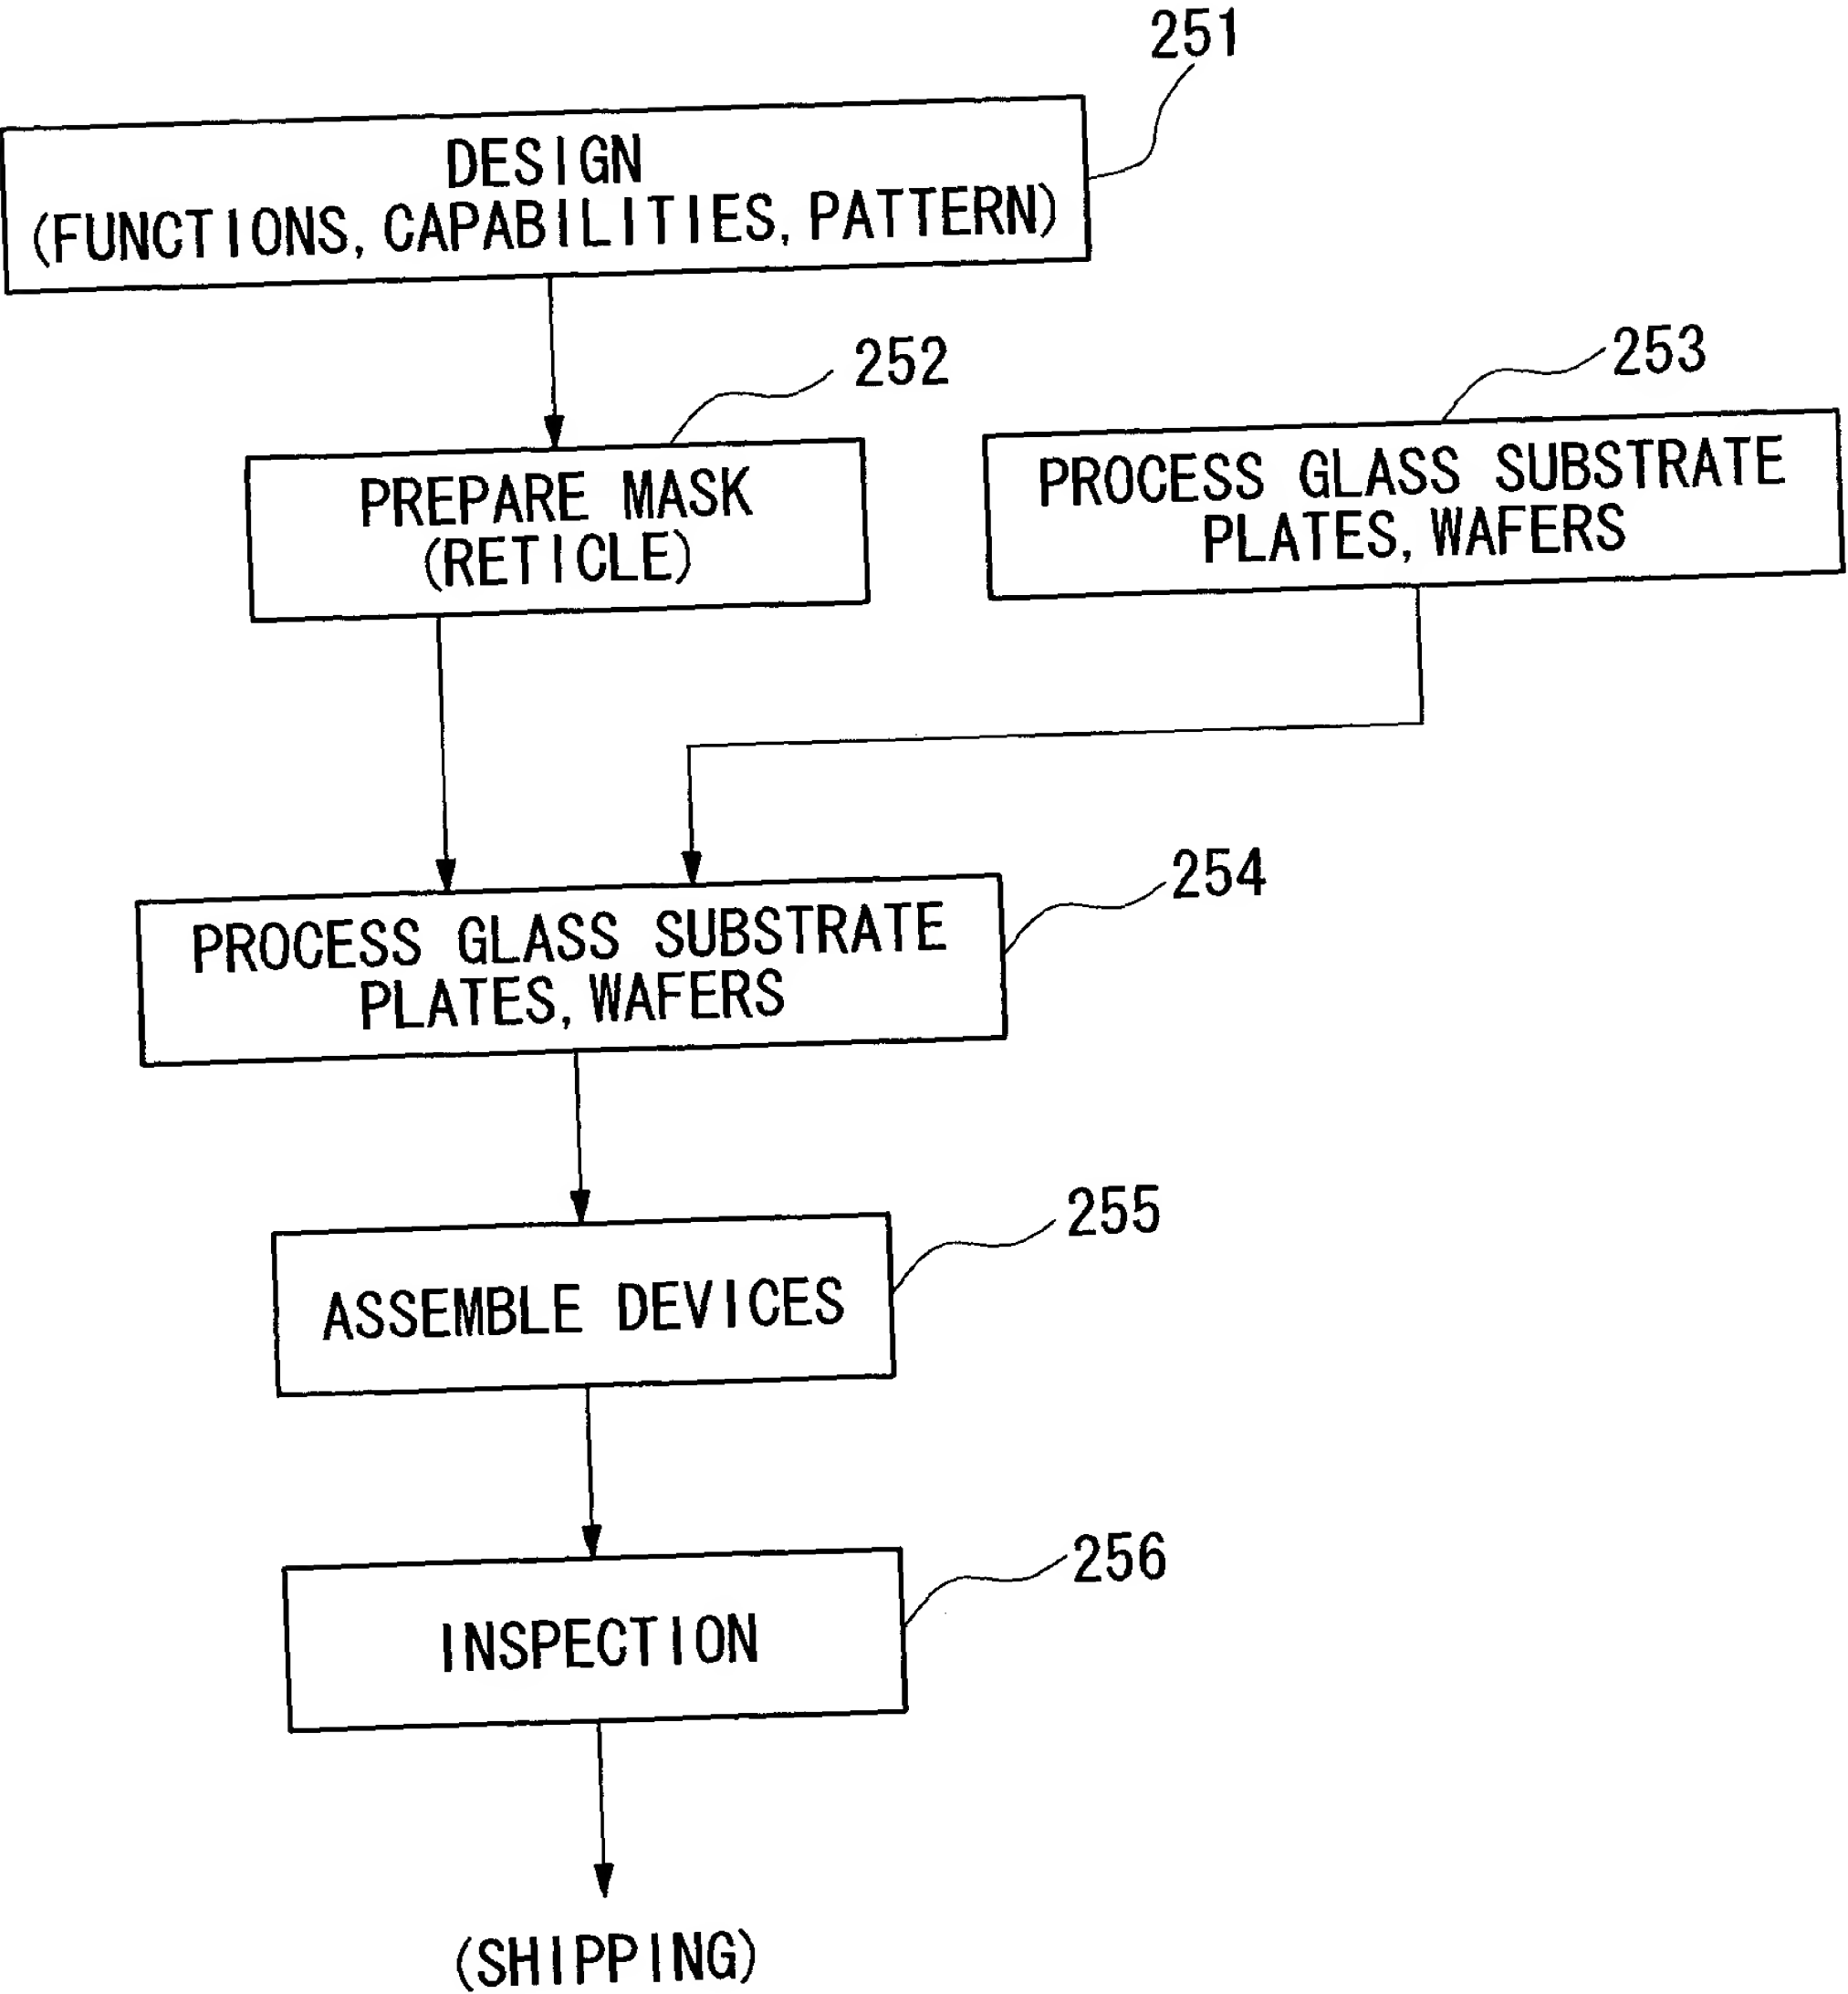 251
DESIGN
(FUNCTIONS, CAPABILITIES, PATTERN)
252
253
PREPARE MASK
(RETICLE)
PROCESS GLASS SUBSTRATE
PLATES, WAFERS
254
PROCESS GLASS SUBSTRATE
PLATES, WAFERS
255
ASSEMBLE DEVICES
256
INSPECTION
(SHIPPING)